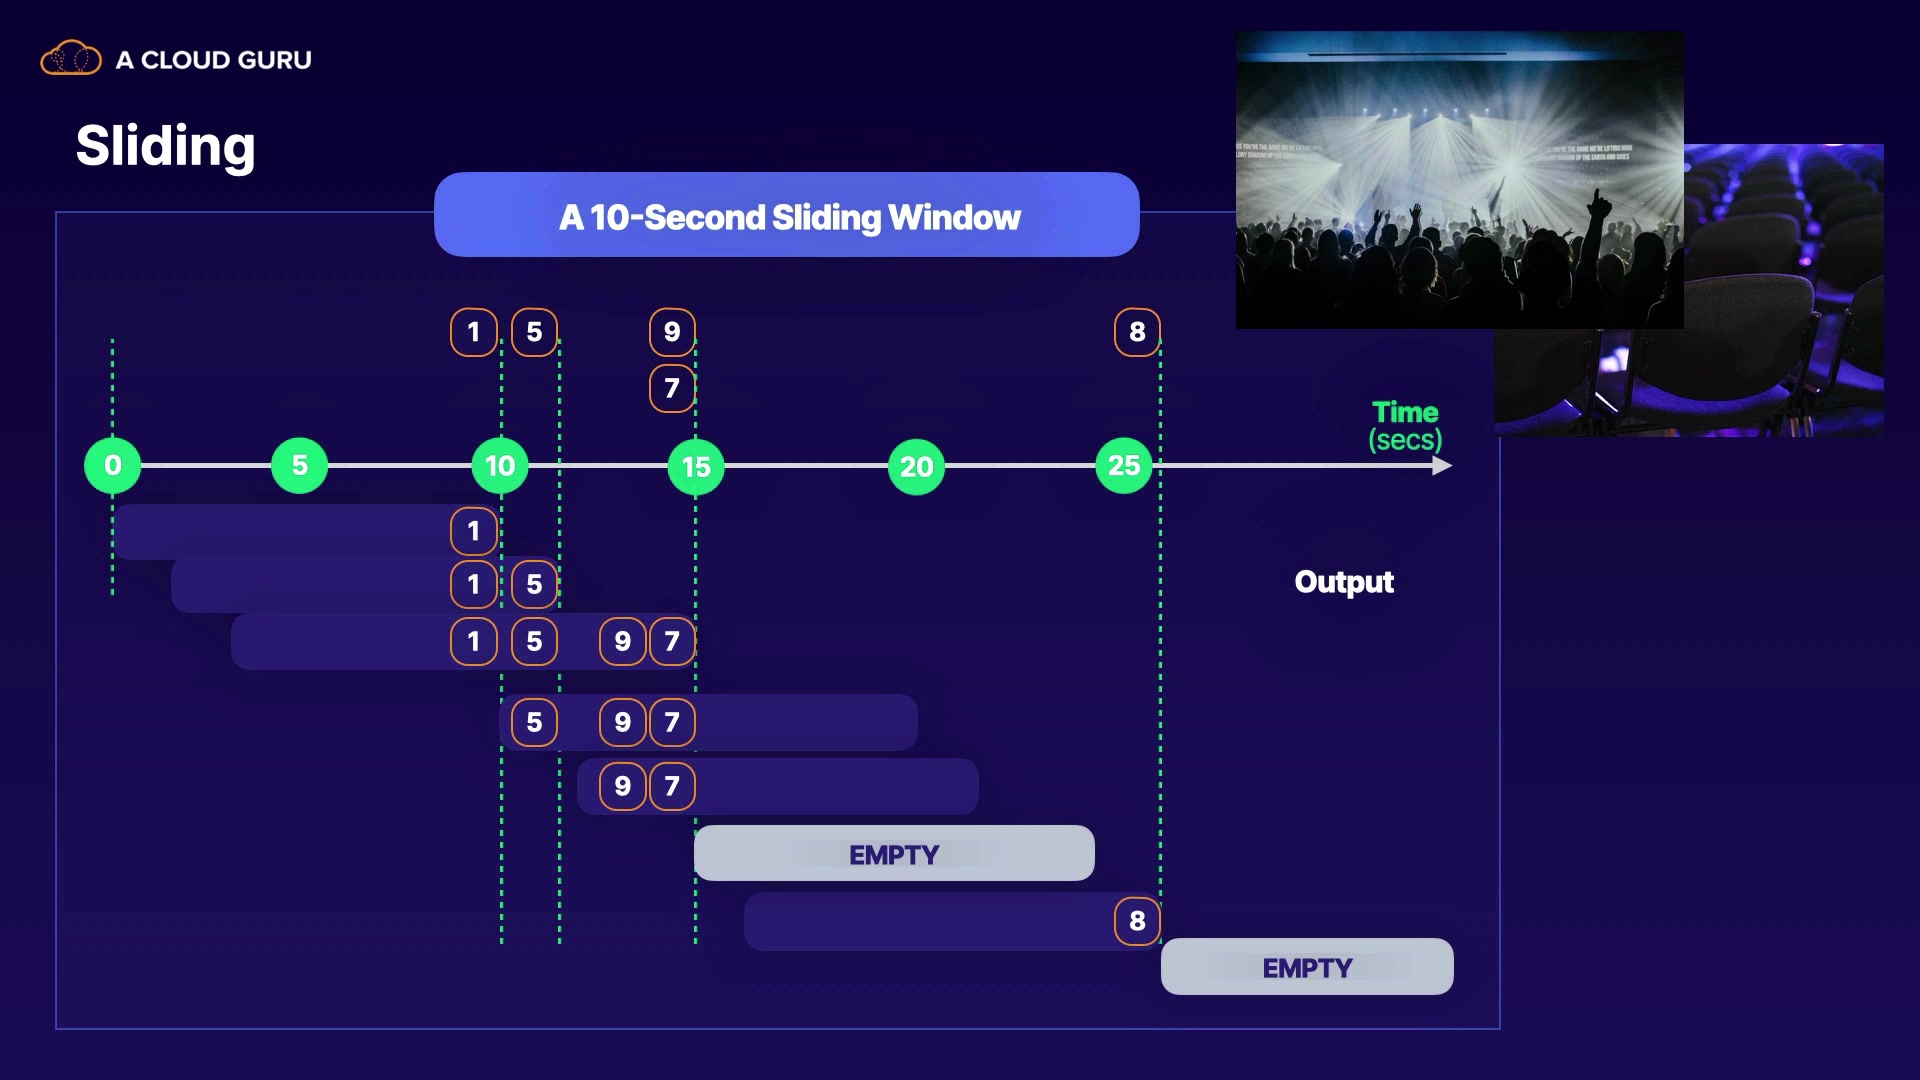 A CLOUD GURU
Sliding
A 10-Second Sliding Window
1 5 9 8
7
Time
(secs)
0 5 10 15 20 25
1
1 5
Output
1 5 9 7
5 9 7
9 7
EMPTY
8
EMPTY